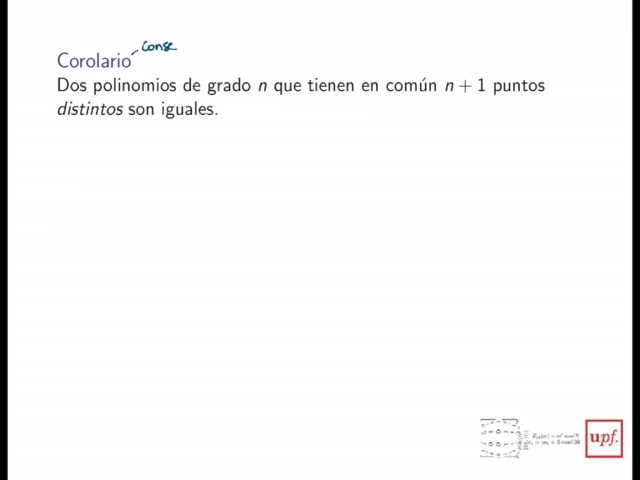 conse
Corolario
Dos polinomios de grado n que tienen en común n + 1 puntos
distintos son iguales.
upf.